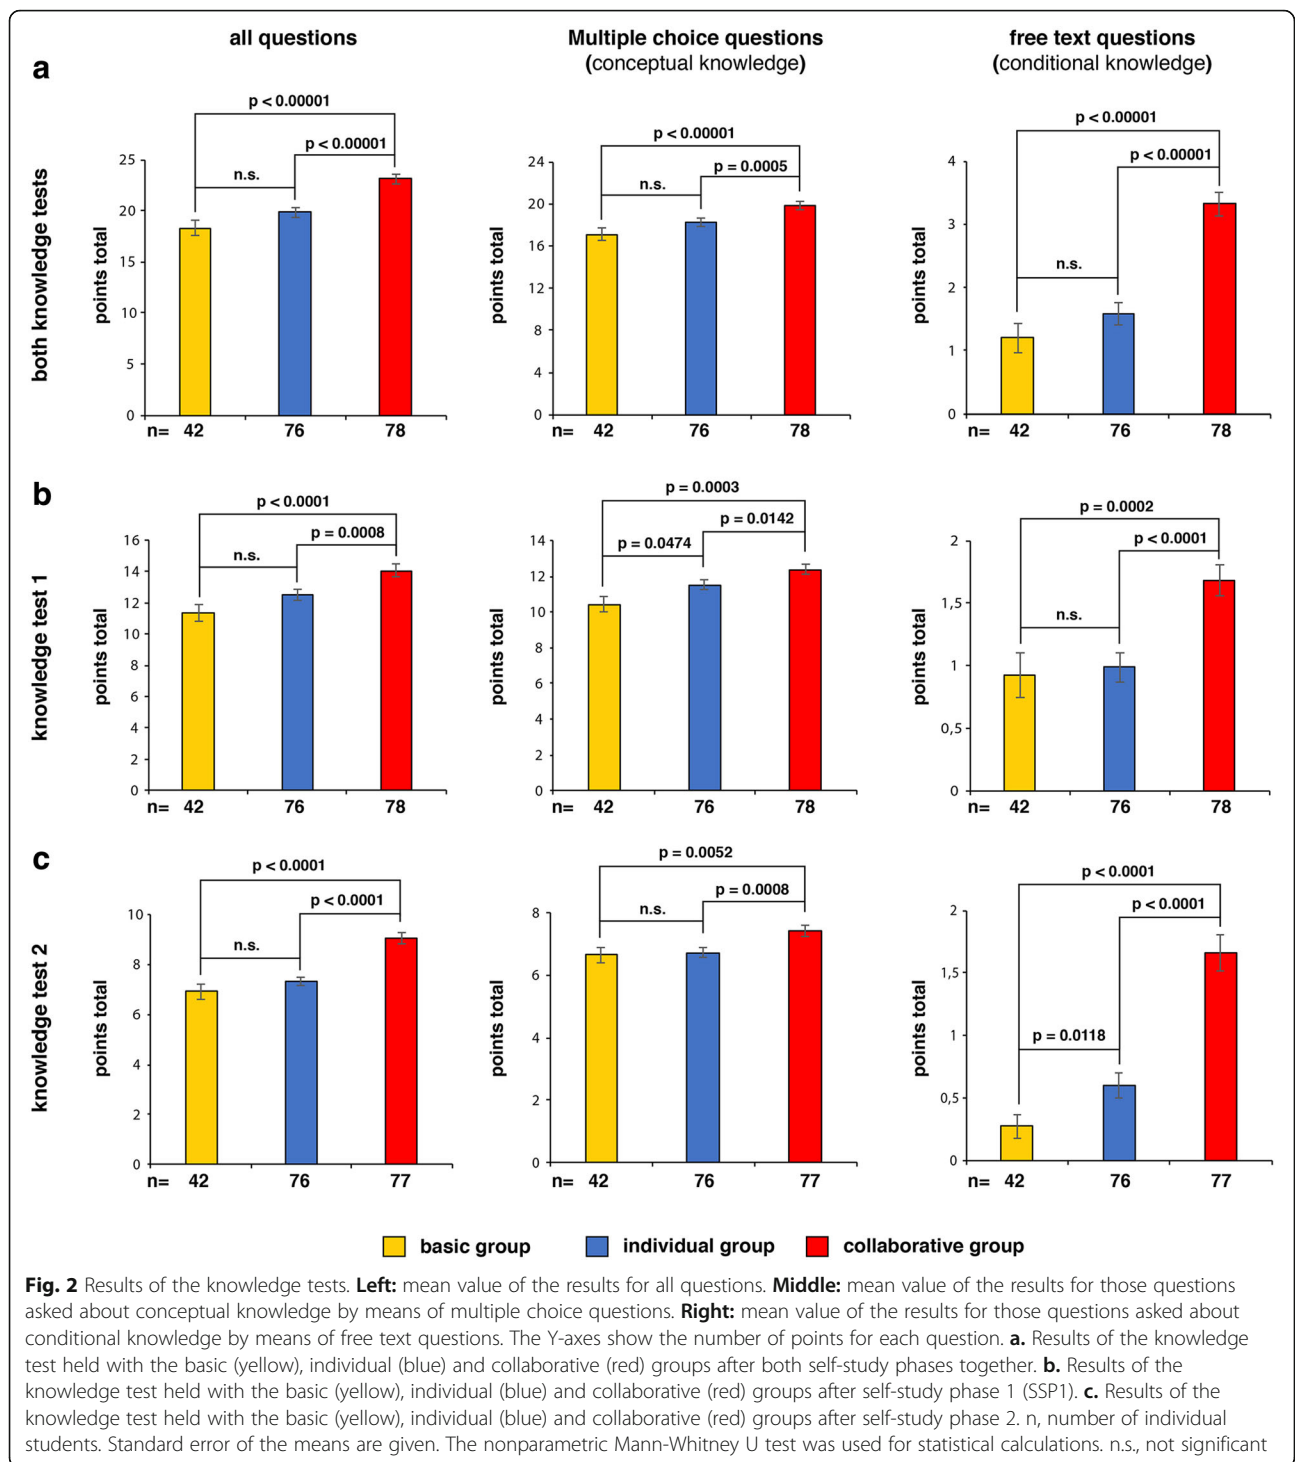 all questions
Multiple choice questions
(conceptual knowledge)
free text questions
(conditional knowledge)
a
both knowledge tests
p < 0.00001
p < 0.00001
n.s.
points total
25
20
15
10
5
0
n= 42 76 78
p < 0.00001
p = 0.0005
n.s.
points total
24
20
16
12
8
4
0
n= 42 76 78
p < 0.00001
p < 0.00001
n.s.
points total
4
3
2
1
0
n= 42 76 78
b
knowledge test 1
p < 0.0001
p = 0.0008
n.s.
points total
16
14
12
10
8
6
4
2
0
n= 42 76 78
p = 0.0003
p = 0.0142
p = 0.0474
points total
14
12
10
8
6
4
2
0
n= 42 76 78
p = 0.0002
p < 0.0001
n.s.
points total
2
1,5
1
0,5
0
n= 42 76 78
c
knowledge test 2
p < 0.0001
p < 0.0001
n.s.
points total
10
8
6
4
2
0
n= 42 76 77
p = 0.0052
p = 0.0008
n.s.
points total
8
6
4
2
0
n= 42 76 77
p < 0.0001
p < 0.0001
p = 0.0118
points total
2
1,5
1
0,5
0
n= 42 76 77
basic group individual group collaborative group
Fig. 2 Results of the knowledge tests. Left: mean value of the results for all questions. Middle: mean value of the results for those questions
asked about conceptual knowledge by means of multiple choice questions. Right: mean value of the results for those questions asked about
conditional knowledge by means of free text questions. The Y-axes show the number of points for each question. a. Results of the knowledge
test held with the basic (yellow), individual (blue) and collaborative (red) groups after both self-study phases together. b. Results of the
knowledge test held with the basic (yellow), individual (blue) and collaborative (red) groups after self-study phase 1 (SSP1). c. Results of the
knowledge test held with the basic (yellow), individual (blue) and collaborative (red) groups after self-study phase 2. n, number of individual
students. Standard error of the means are given. The nonparametric Mann-Whitney U test was used for statistical calculations. n.s., not significant